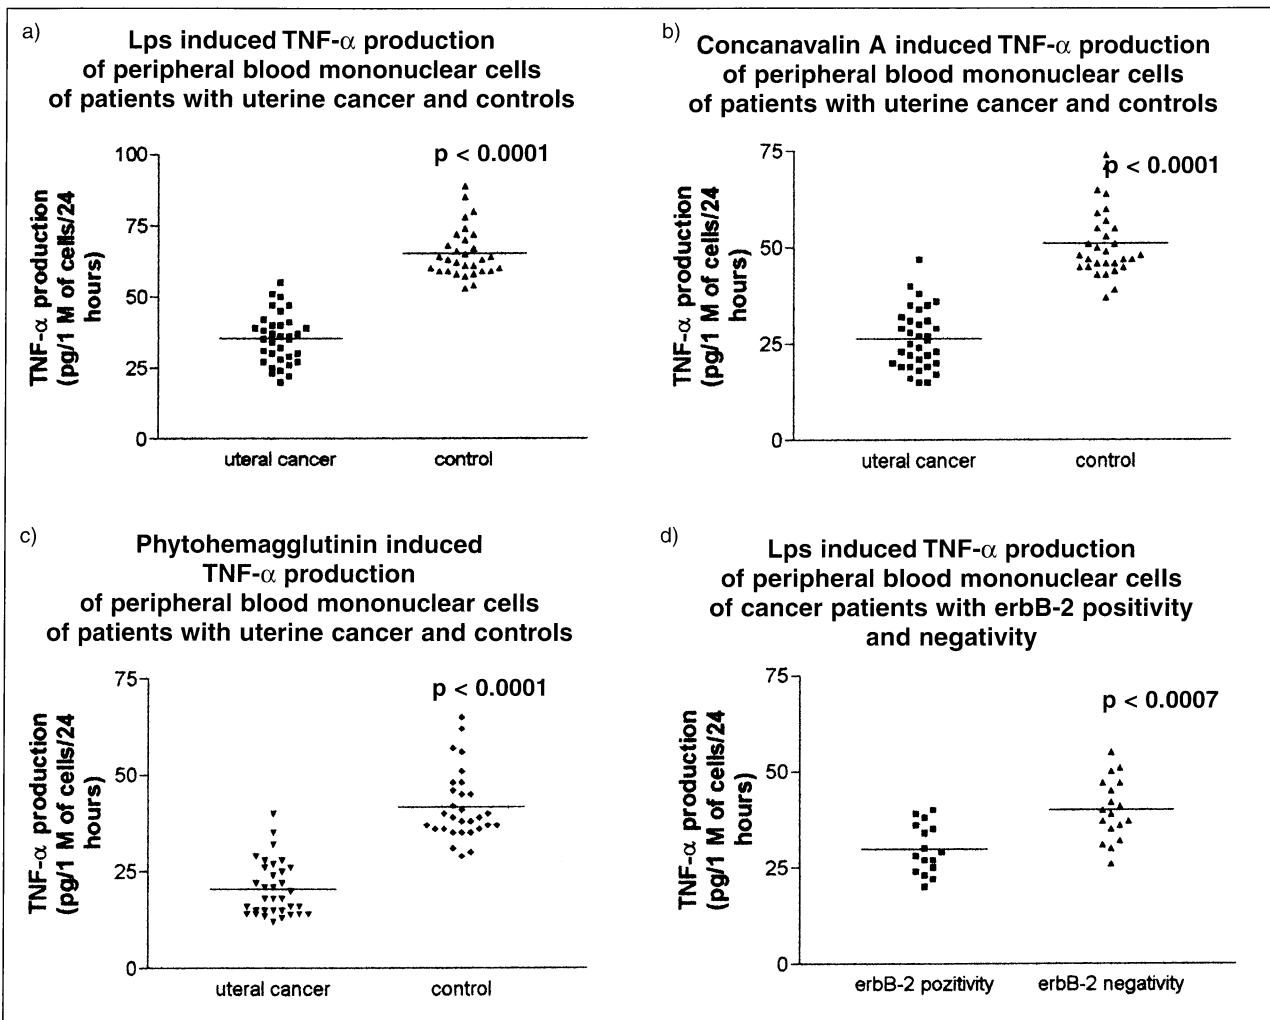 a)
Lps induced TNF-α production
of peripheral blood mononuclear cells
of patients with uterine cancer and controls
p < 0.0001
TNF-α production
(pg/1 M of cells/24
hours)
100
75
50
25
0
uteral cancer
control
b)
Concanavalin A induced TNF-α production
of peripheral blood mononuclear cells
of patients with uterine cancer and controls
p < 0.0001
TNF-α production
(pg/1 M of cells/24
hours)
75
50
25
0
uteral cancer
control
c)
Phytohemagglutinin induced
TNF-α production
of peripheral blood mononuclear cells
of patients with uterine cancer and controls
p < 0.0001
TNF-α production
(pg/1 M of cells/24
hours)
75
50
25
0
uteral cancer
control
d)
Lps induced TNF-α production
of peripheral blood mononuclear cells
of cancer patients with erbB-2 positivity
and negativity
p < 0.0007
TNF-α production
(pg/1 M of cells/24
hours)
75
50
25
0
erbB-2 pozitivity
erbB-2 negativity